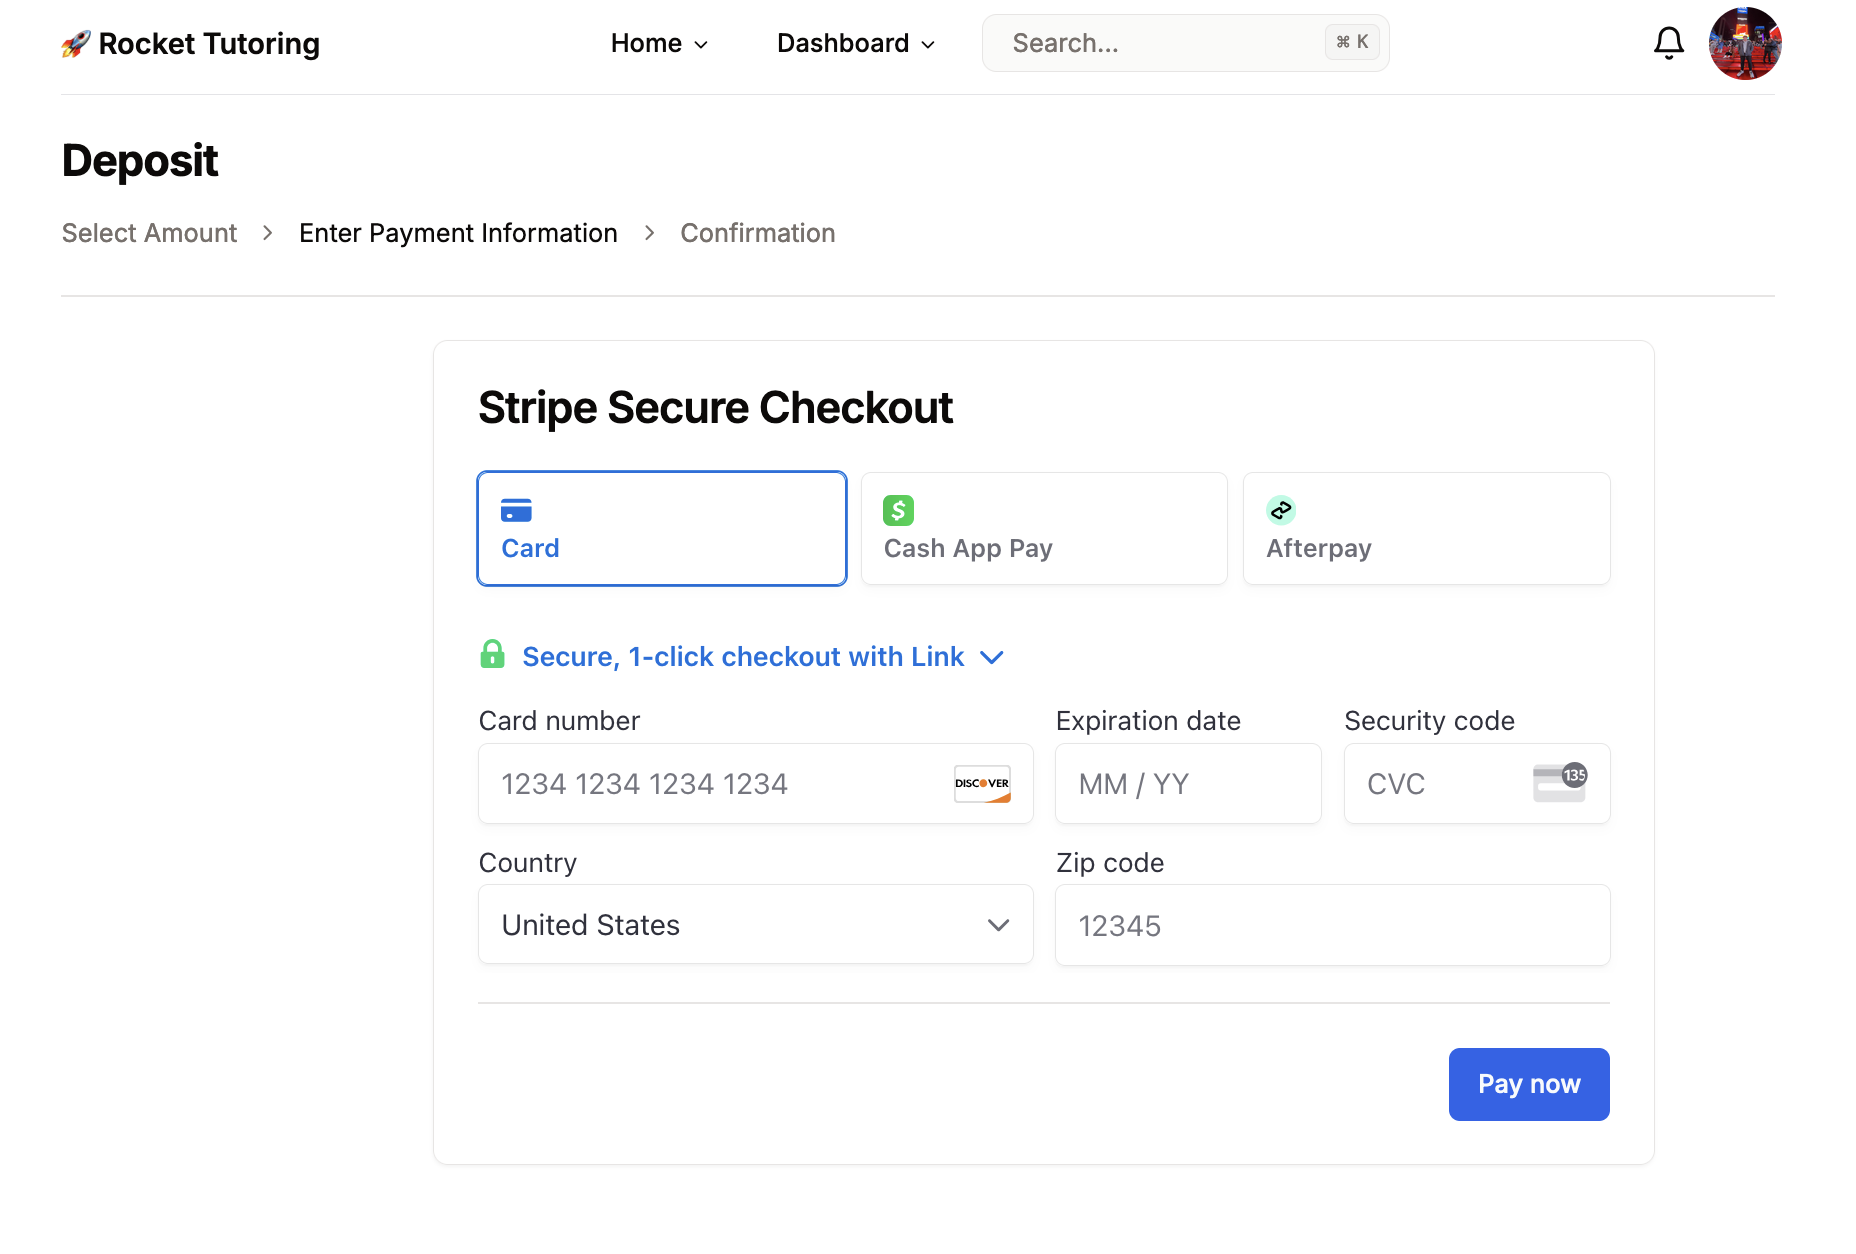 Rocket Tutoring
Home
Dashboard
Search...
⌘ K
Deposit
Select Amount > Enter Payment Information > Confirmation
Stripe Secure Checkout
Card
Cash App Pay
Afterpay
Secure, 1-click checkout with Link
Card number
Expiration date
Security code
1234 1234 1234 1234
DISCOVER
MM / YY
CVC
135
Country
Zip code
United States
12345
Pay now